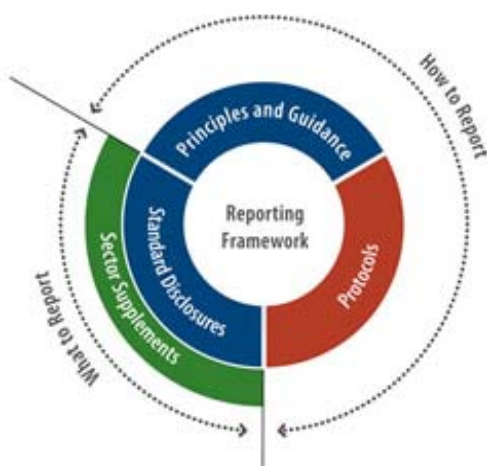 How to Report
Principles and Guidance
Reporting
Framework
Standard Disclosures
Sector Supplements
Protocols
What to Report